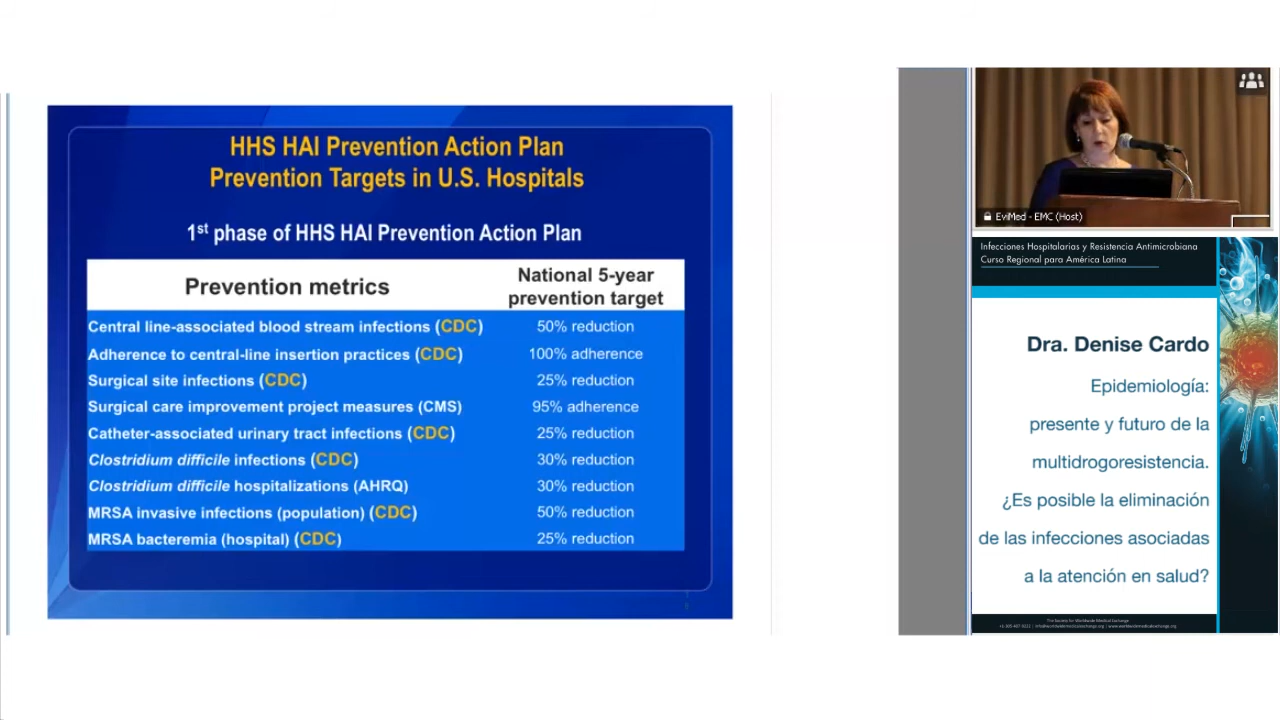 HHS HAI Prevention Action Plan
Prevention Targets in U.S. Hospitals
1st phase of HHS HAI Prevention Action Plan
Prevention metrics
National 5-year
prevention target
Central line-associated blood stream infections (CDC) 50% reduction
Adherence to central-line insertion practices (CDC) 100% adherence
Surgical site infections (CDC) 25% reduction
Surgical care improvement project measures (CMS) 95% adherence
Catheter-associated urinary tract infections (CDC) 25% reduction
Clostridium difficile infections (CDC) 30% reduction
Clostridium difficile hospitalizations (AHRQ) 30% reduction
MRSA invasive infections (population) (CDC) 50% reduction
MRSA bacteremia (hospital) (CDC) 25% reduction
EviMed - EMC (Host)
Infecciones Hospitalarias y Resistencia Antimicrobiana
Curso Regional para América Latina
Dra. Denise Cardo
Epidemiología:
presente y futuro de la
multidrogoresistencia.
¿Es posible la eliminación
de las infecciones asociadas
a la atención en salud?
The Society for Worldwide Medical Exchange